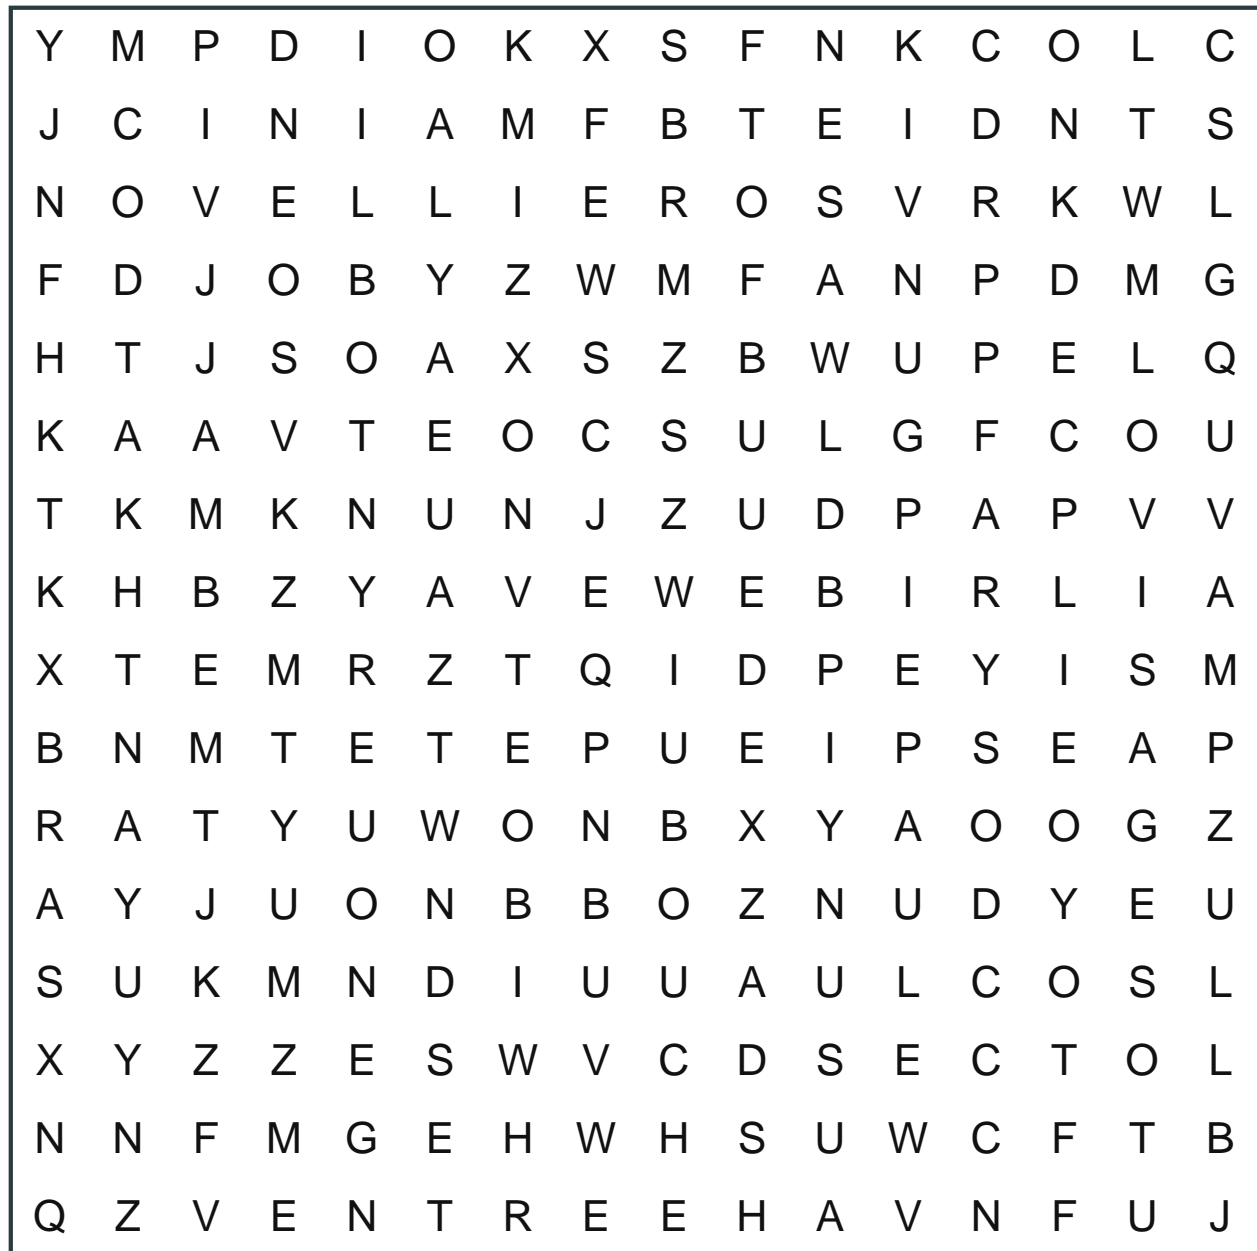 Y M P D I O K X S F N K C O L C
J C I N I A M F B T E I D N T S
N O V E L L I E R O S V R K W L
F D J O B Y Z W M F A N P D M G
H T J S O A X S Z B W U P E L Q
K A A V T E O C S U L G F C O U
T K M K N U N J Z U D P A P V V
K H B Z Y A V E W E B I R L I A
X T E M R Z T Q I D P E Y I S M
B N M T E T E P U E I P S E A P
R A T Y U W O N B X Y A O O G Z
A Y J U O N B B O Z N U D Y E U
S U K M N D I U U A U L C O S L
X Y Z Z E S W V C D S E C T O L
N N F M G E H W H S U W C F T B
Q Z V E N T R E E H A V N F U J